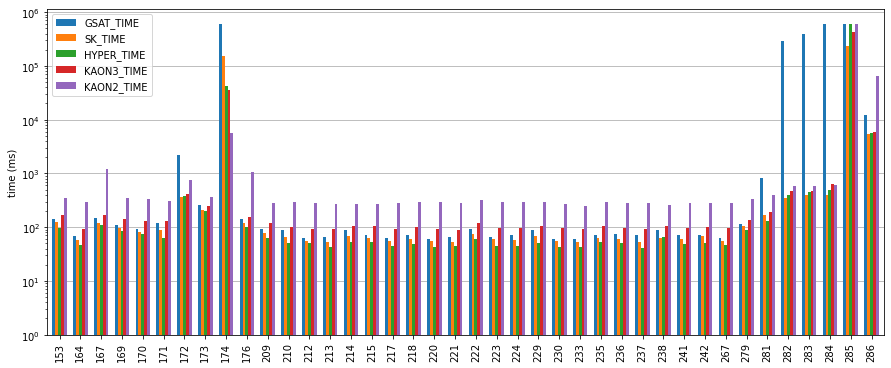 GSAT_TIME
SK_TIME
HYPER_TIME
KAON3_TIME
KAON2_TIME
time (ms)
10⁶
10⁵
10⁴
10³
10²
10¹
10⁰
153 164 167 169 170 171 172 173 174 176 209 210 212 213 214 215 217 218 220 221 222 223 224 229 230 233 235 236 237 238 241 242 267 279 281 282 283 284 285 286